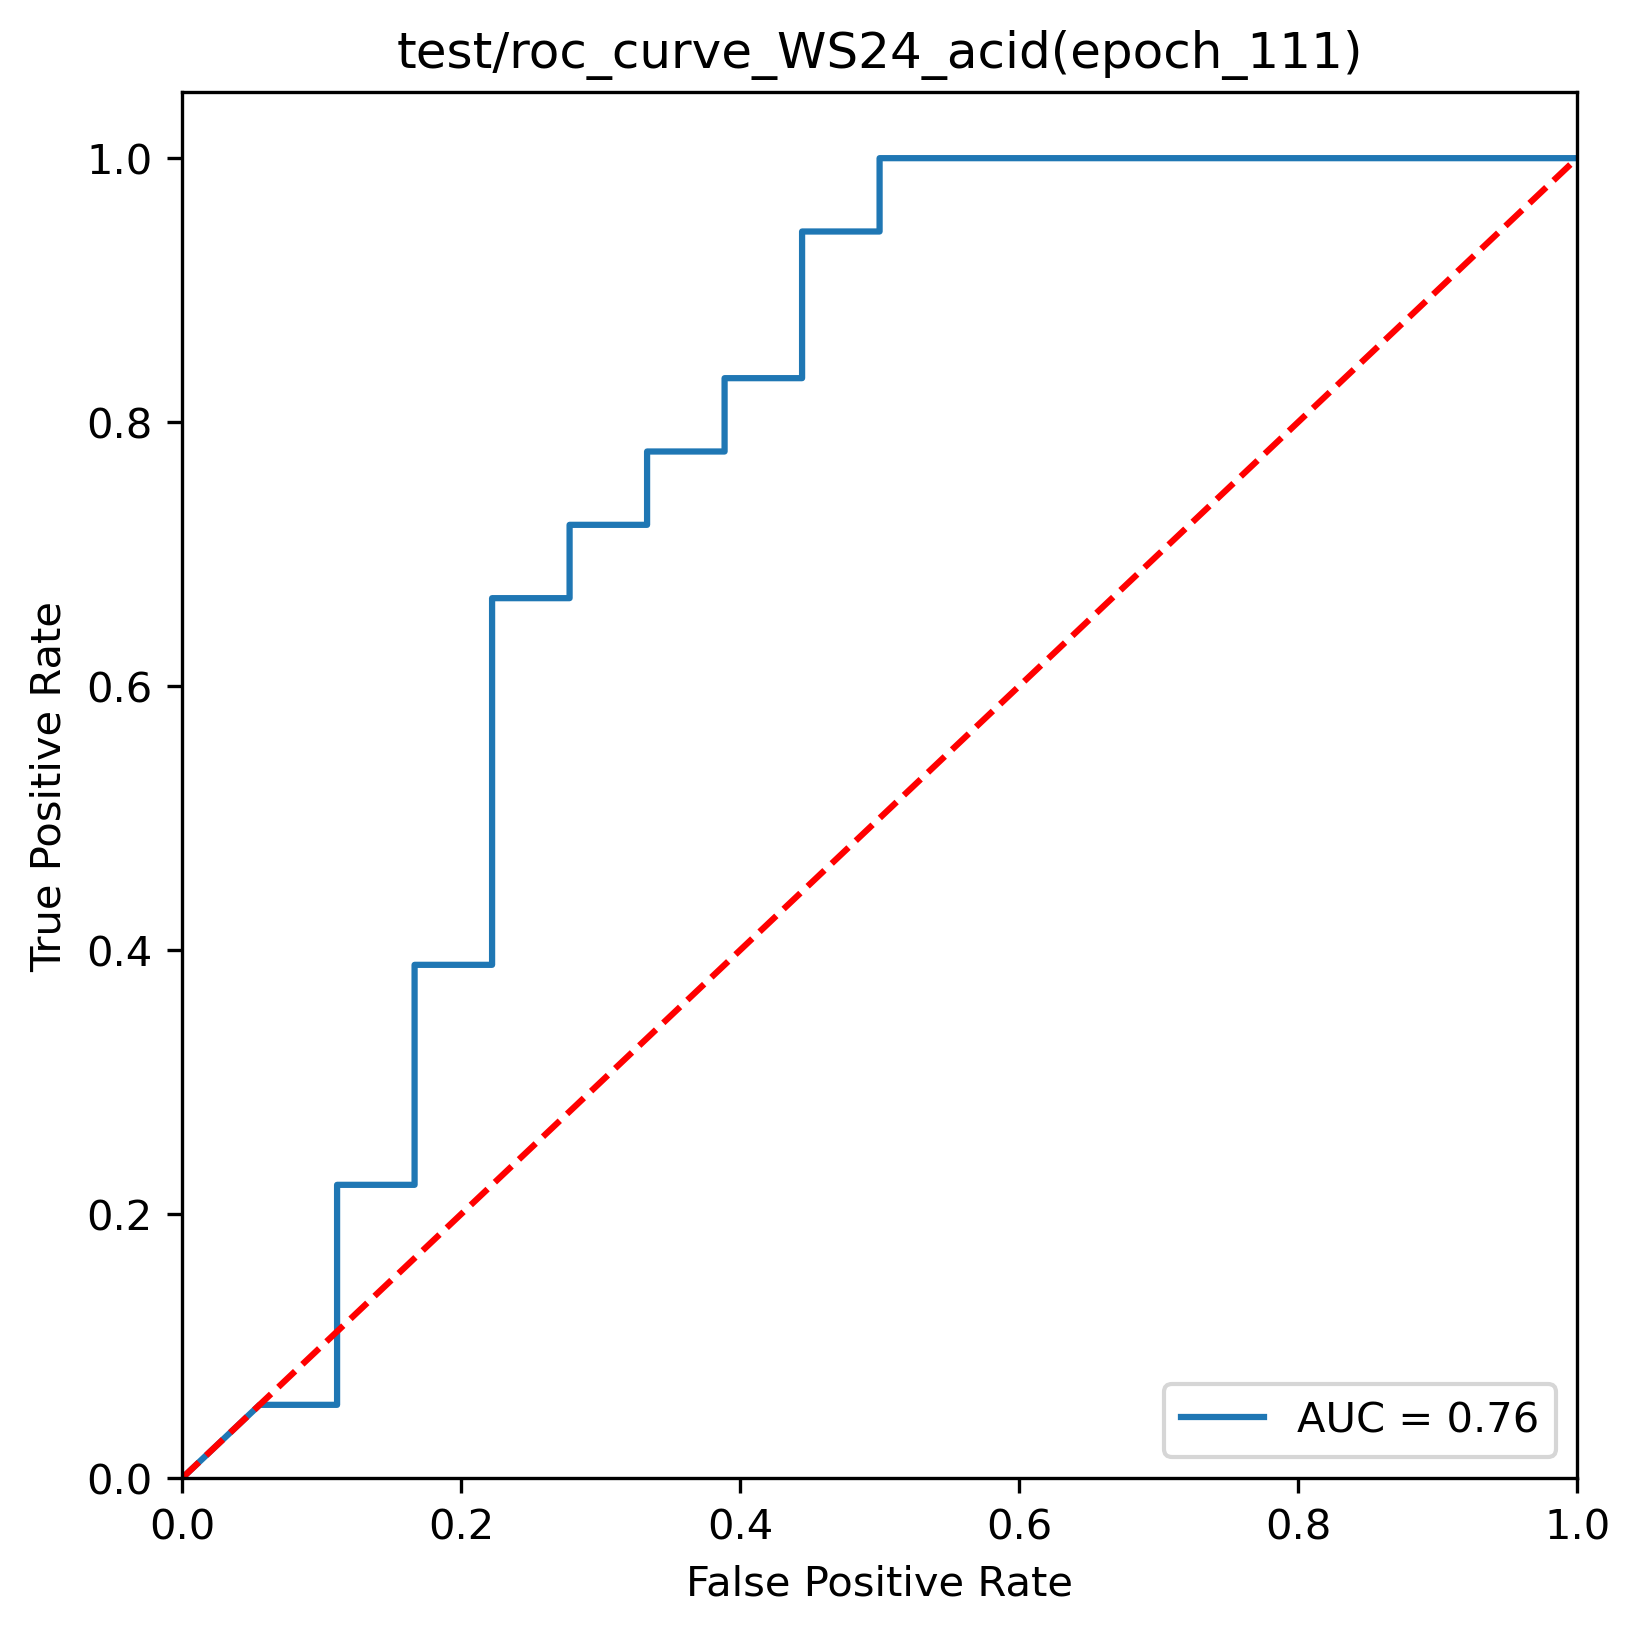 test/roc_curve_WS24_acid(epoch_111)
True Positive Rate
1.0
0.8
0.6
0.4
0.2
0.0
0.0 0.2 0.4 0.6 0.8 1.0
False Positive Rate
AUC = 0.76